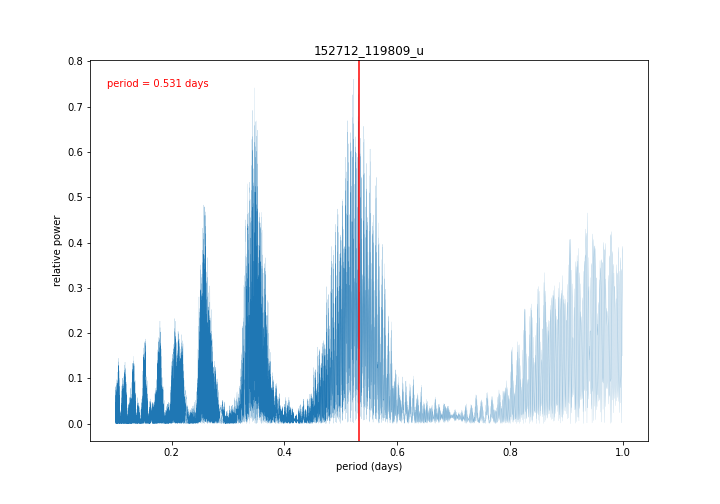 152712_119809_u
period = 0.531 days
relative power
0.8
0.7
0.6
0.5
0.4
0.3
0.2
0.1
0.0
0.2 0.4 0.6 0.8 1.0
period (days)